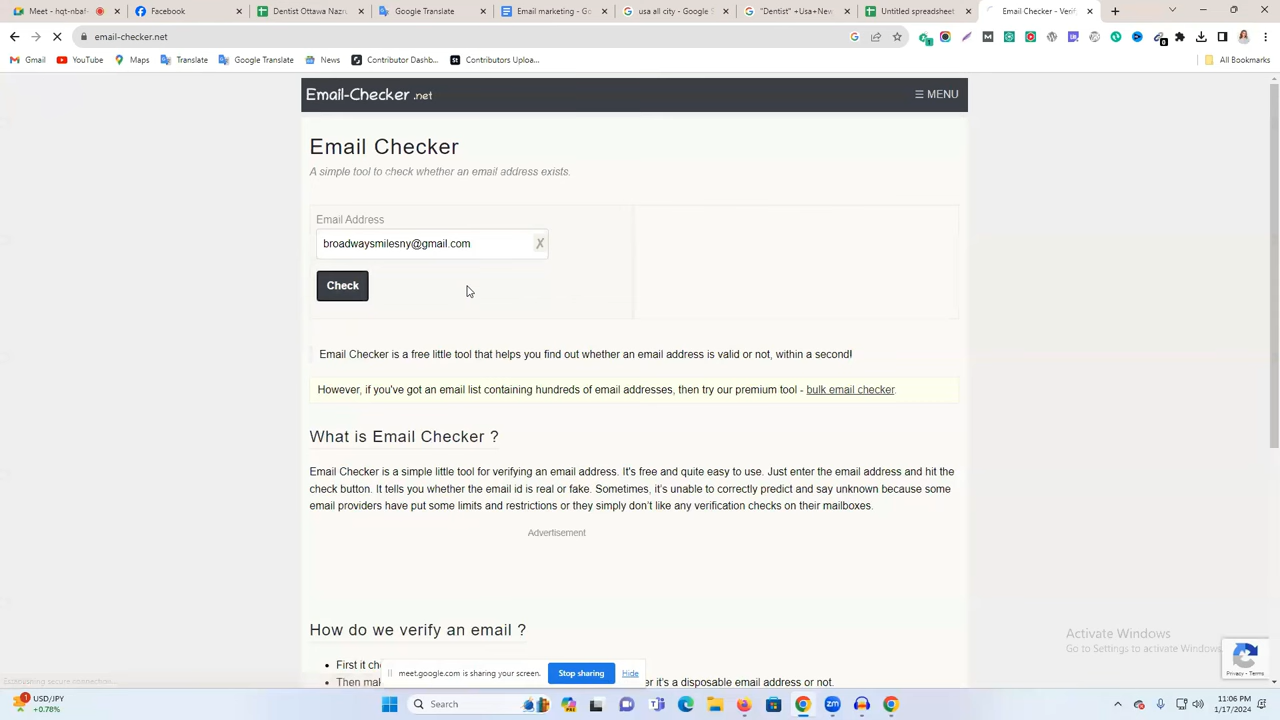 Meet - hqt-nbaf-
Facebook
Dentist Ottawa Nazru
Google Translate
Email marketing - Go
usa all city - Google S
"Dentist" +Usa+New
Untitled spreadsheet
Email Check - Verify
email-checker.net
Gmail
YouTube
Maps
Translate
Google Translate
News
Contributor Dashb...
Contributors Uploa...
All Bookmarks
Email-Checker .net
☰ MENU
Email Checker
A simple tool to check whether an email address exists.
Email Address
broadwaysmilesny@gmail.com
X
Check
Email Checker is a free little tool that helps you find out whether an email address is valid or not, within a second!
However, if you've got an email list containing hundreds of email addresses, then try our premium tool - bulk email checker.
What is Email Checker ?
Email Checker is a simple little tool for verifying an email address. It's free and quite easy to use. Just enter the email address and hit the
check button. It tells you whether the email id is real or fake. Sometimes, it's unable to correctly predict and say unknown because some
email providers have put some limits and restrictions or they simply don't like any verification checks on their mailboxes.
Advertisement
How do we verify an email ?
First it
meet.google.com is sharing your screen.
Stop sharing
Hide
Then
it's a disposable email address or not.
Activate Windows
Go to Settings to activate Windows.
Privacy - Terms
USD/JPY
+0.78%
Search
11:06 PM
1/17/2024